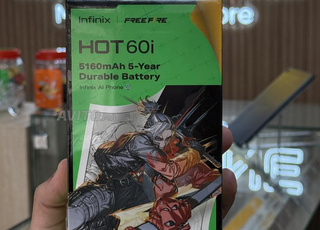 Infinix | FREE FIRE
HOT 60i
5160mAh 5-Year
Durable Battery
Infinix AI Phone